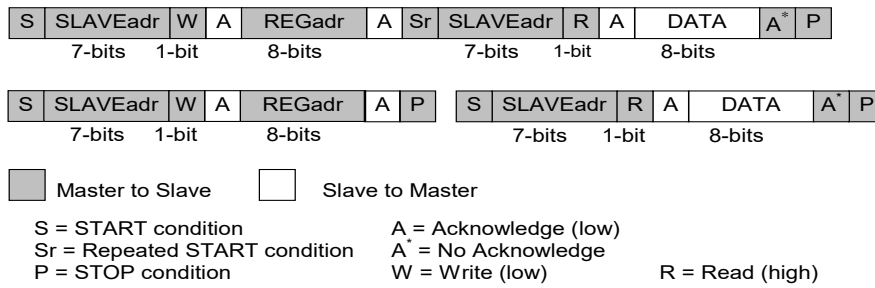 S SLAVEadr W A REGadr A Sr SLAVEadr R A DATA A* P
7-bits 1-bit 8-bits 7-bits 1-bit 8-bits
S SLAVEadr W A REGadr A P S SLAVEadr R A DATA A* P
7-bits 1-bit 8-bits 7-bits 1-bit 8-bits
Master to Slave Slave to Master
S = START condition A = Acknowledge (low)
Sr = Repeated START condition A* = No Acknowledge
P = STOP condition W = Write (low) R = Read (high)